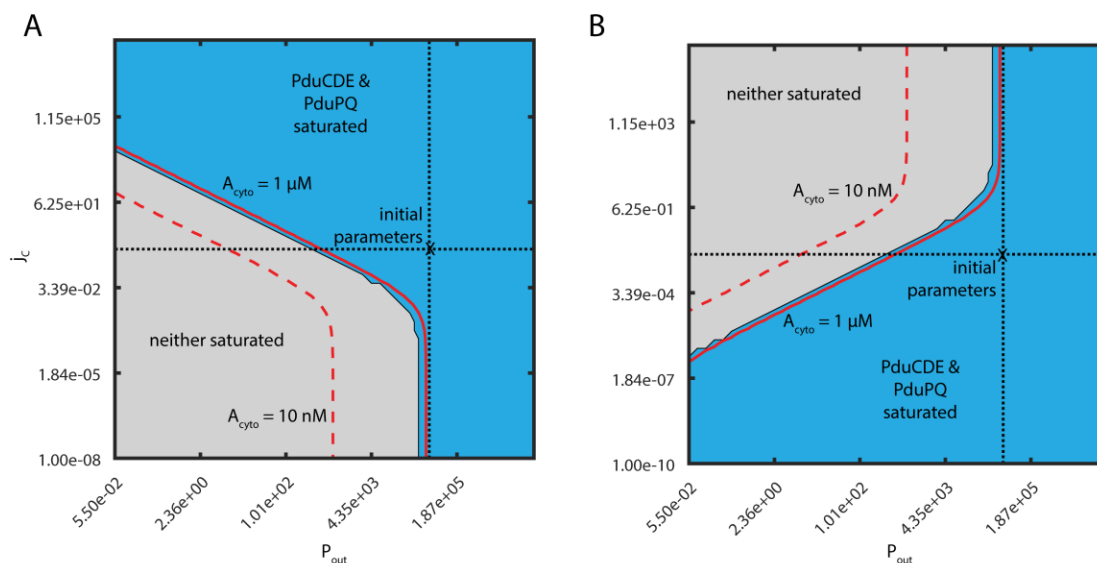 A
PduCDE &
PduPQ
saturated
1.15e+05
A_cyto = 1 μM
6.25e+01
initial
parameters
j_c
3.39e-02
neither saturated
1.84e-05
A_cyto = 10 nM
1.00e-08
5.50e-02
2.36e+00
1.01e+02
4.35e+03
1.87e+05
P_out
B
neither saturated
1.15e+03
A_cyto = 10 nM
6.25e-01
initial
parameters
3.39e-04
A_cyto = 1 μM
PduCDE &
PduPQ
saturated
1.84e-07
1.00e-10
5.50e-02
2.36e+00
1.01e+02
4.35e+03
1.87e+05
P_out